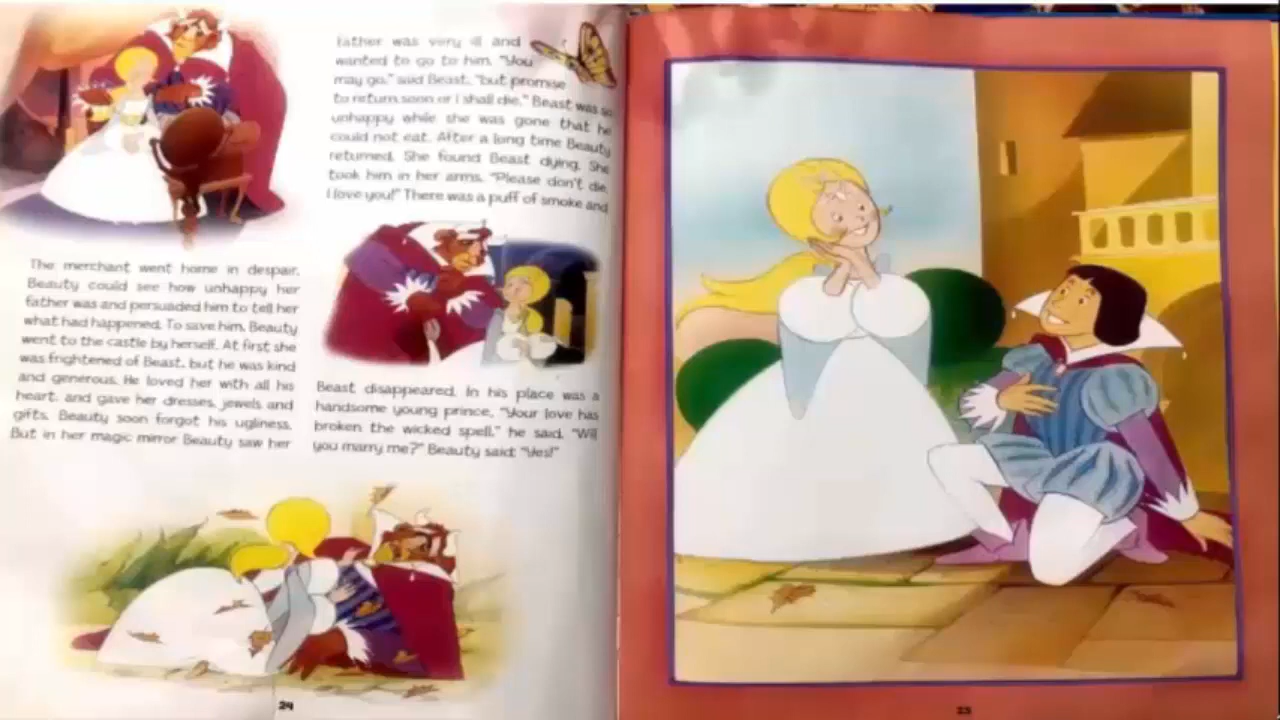 The merchant went home in despair.
Beauty could see how unhappy her
father was and persuaded him to tell her
what had happened. To save him, Beauty
went to the castle by herself. At first she
was frightened of Beast, but he was kind
and generous. He loved her with all his
heart, and gave her dresses, jewels and
gifts. Beauty soon forgot his ugliness.
But in her magic mirror Beauty saw her
father was very ill and
wanted to go to him. "You
may go," said Beast, "but promise
to return soon or I shall die." Beast was so
unhappy while she was gone that he
could not eat. After a long time Beauty
returned. She found Beast dying. She
took him in her arms. "Please don't die,
I love you!" There was a puff of smoke and
Beast disappeared. In his place was a
handsome young prince. "Your love has
broken the wicked spell," he said. "Will
you marry me?" Beauty said: "Yes!"
24